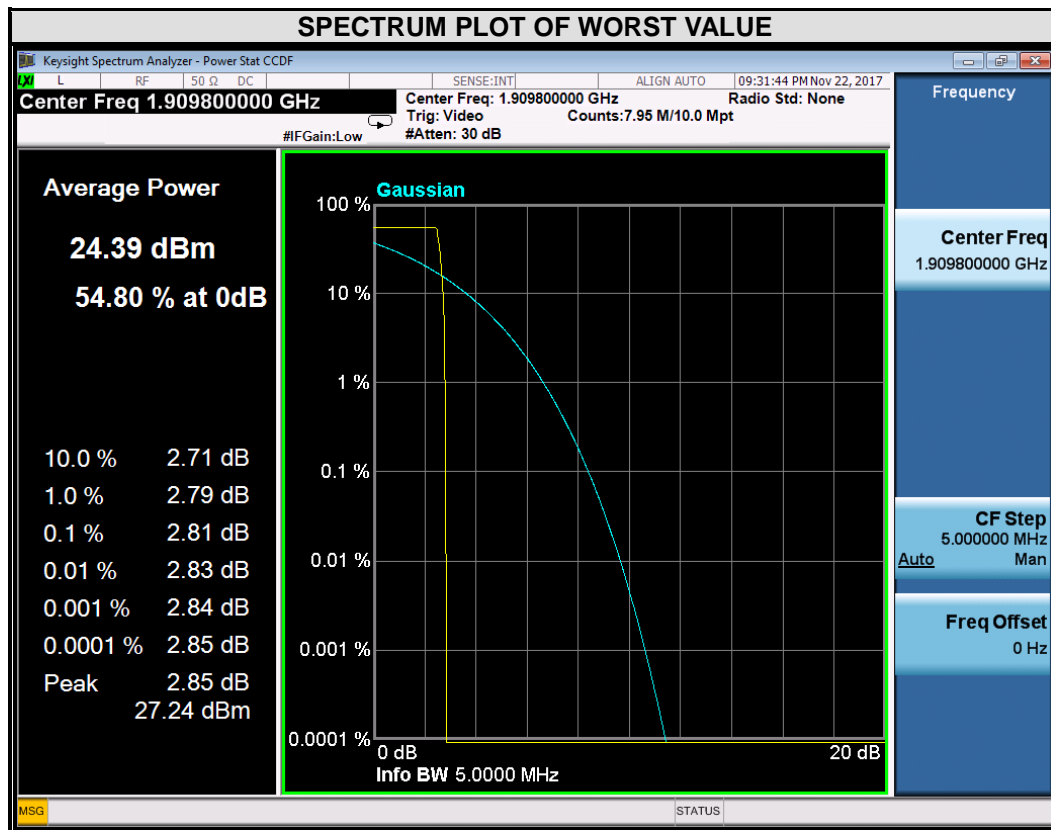 SPECTRUM PLOT OF WORST VALUE
Keysight Spectrum Analyzer - Power Stat CCDF
LXI L RF 50 Ω DC SENSE:INT ALIGN AUTO 09:31:44 PM Nov 22, 2017
Center Freq 1.909800000 GHz
#IFGain:Low
Center Freq: 1.909800000 GHz Radio Std: None
Trig: Video Counts:7.95 M/10.0 Mpt
#Atten: 30 dB
Average Power
24.39 dBm
54.80 % at 0dB
10.0 % 2.71 dB
1.0 % 2.79 dB
0.1 % 2.81 dB
0.01 % 2.83 dB
0.001 % 2.84 dB
0.0001 % 2.85 dB
Peak 2.85 dB
27.24 dBm
Gaussian
100 %
10 %
1 %
0.1 %
0.01 %
0.001 %
0.0001 %
0 dB 20 dB
Info BW 5.0000 MHz
Frequency
Center Freq
1.909800000 GHz
CF Step
5.000000 MHz
Auto Man
Freq Offset
0 Hz
MSG STATUS